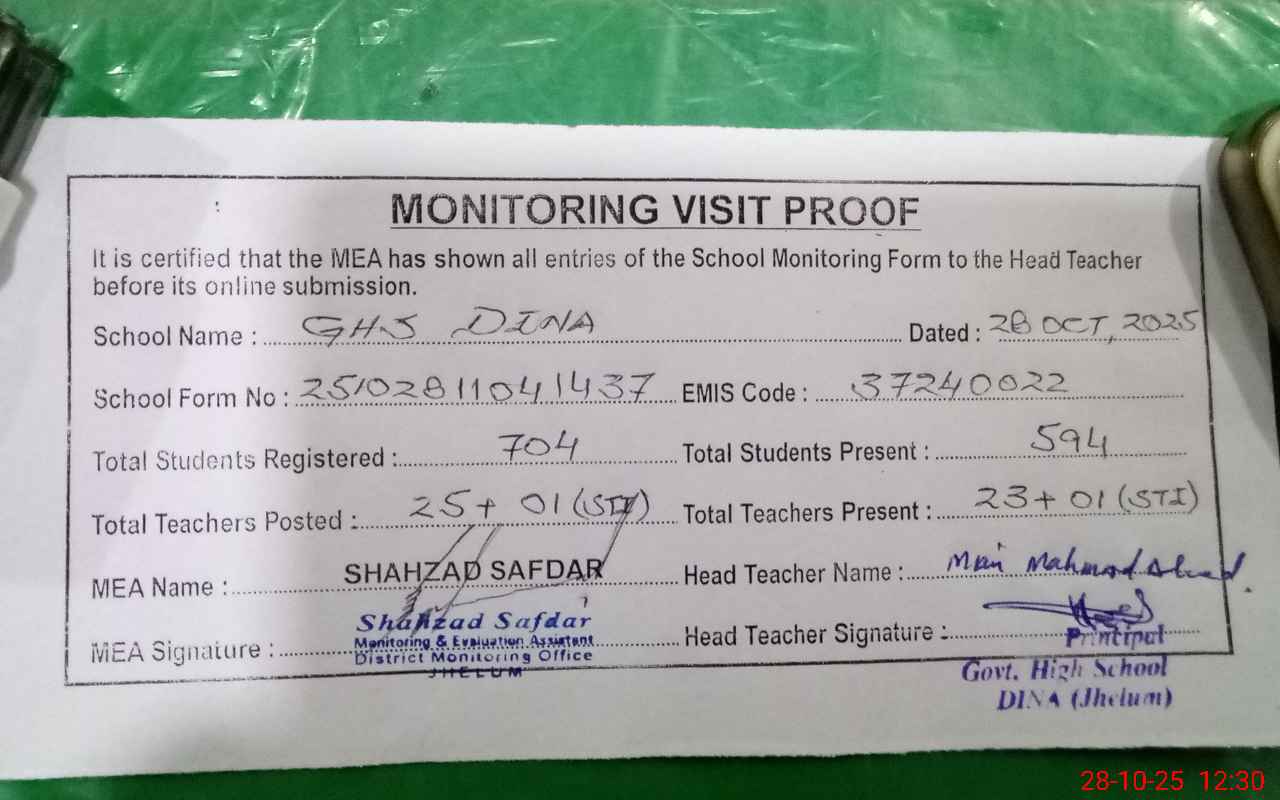 MONITORING VISIT PROOF
It is certified that the MEA has shown all entries of the School Monitoring Form to the Head Teacher
before its online submission.
School Name : GHS DINA Dated : 28 OCT, 2025
School Form No : 25102811041437 EMIS Code : 37240022
Total Students Registered : 704 Total Students Present : 594
Total Teachers Posted : 25+ 01 (STI) Total Teachers Present : 23+ 01 (STI)
MEA Name : SHAHZAD SAFDAR Head Teacher Name : Mahmood
MEA Signature : Shahzad Safdar Head Teacher Signature :
Monitoring & Evaluation Assistant Principal
District Monitoring Office Govt. High School
JHELUM DINA (Jhelum)
28-10-25 12:30